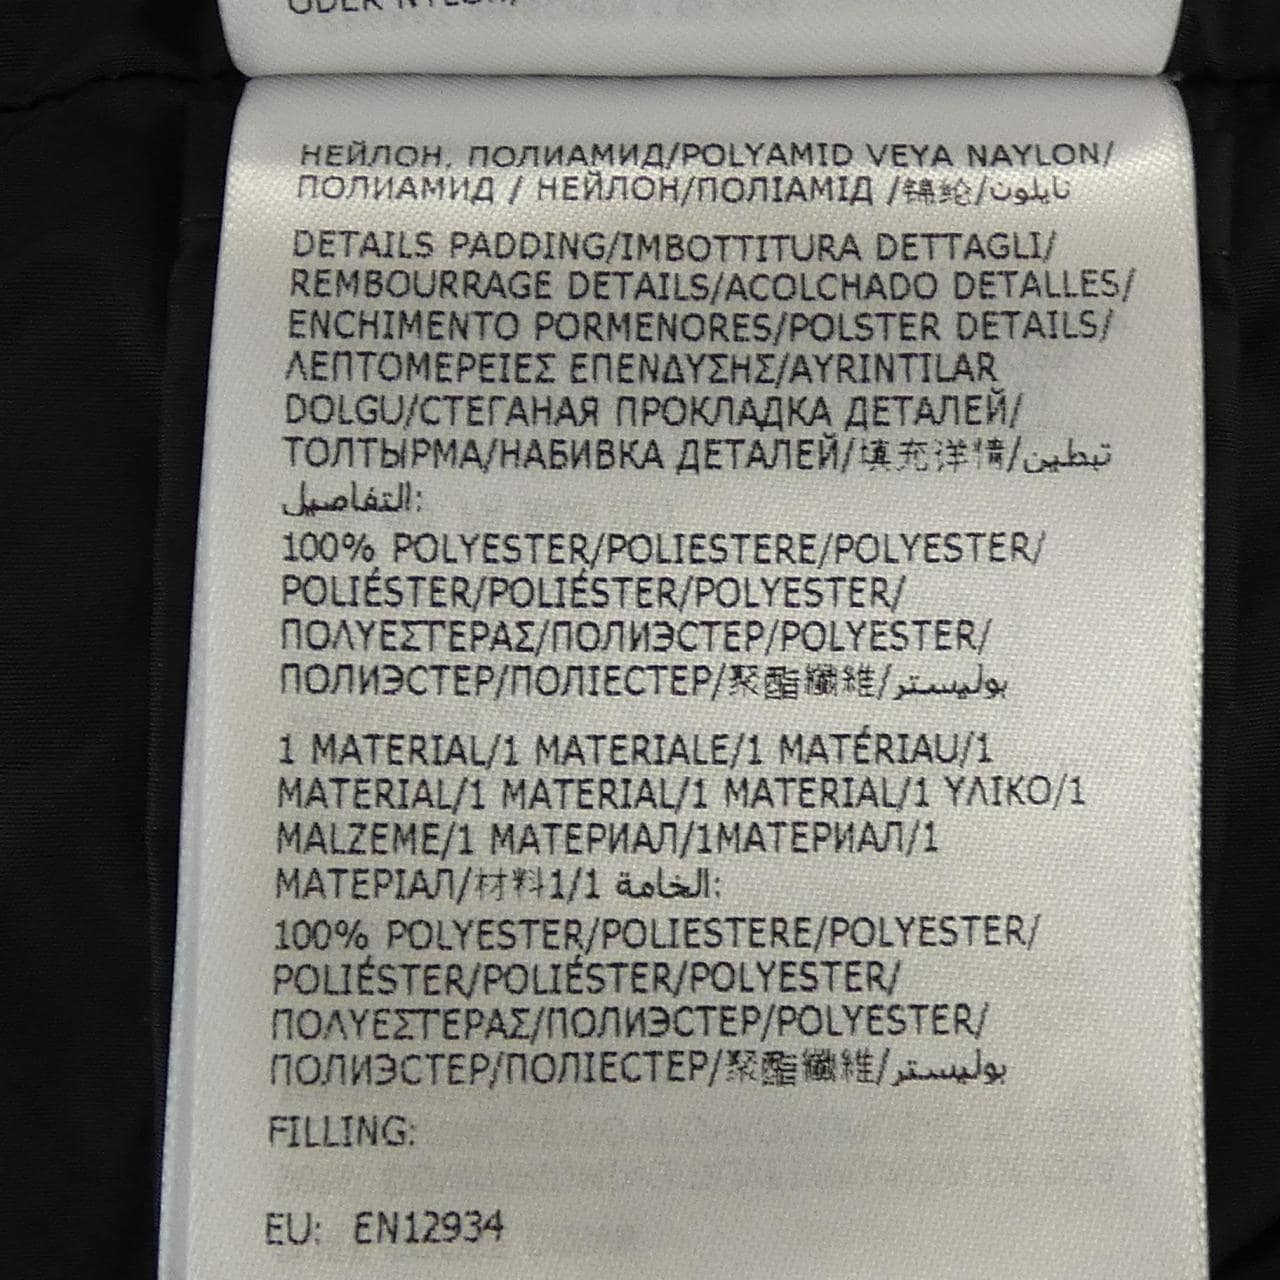 ODER NYLON/
НЕЙЛОН, ПОЛИАМИД/POLYAMID VEYA NAYLON/
ПОЛИАМИД / НЕЙЛОН/ПОЛІАМІД /锦纶/نايلون
DETAILS PADDING/IMBOTTITURA DETTAGLI/
REMBOURRAGE DETAILS/ACOLCHADO DETALLES/
ENCHIMENTO PORMENORES/POLSTER DETAILS/
ΛΕΠΤΟΜΕΡΕΙΕΣ ΕΠΕΝΔΥΣΗΣ/AYRINTILAR
DOLGU/СТЕГАНАЯ ПРОКЛАДКА ДЕТАЛЕЙ/
ТОЛТЫРМА/НАБИВКА ДЕТАЛЕЙ/填充详情/تبطين
التفاصيل:
100% POLYESTER/POLIESTERE/POLYESTER/
POLIÉSTER/POLIÉSTER/POLYESTER/
ΠΟΛΥΕΣΤΕΡΑΣ/ПОЛИЭСТЕР/POLYESTER/
ПОЛИЭСТЕР/ПОЛІЕСТЕР/聚酯纖維/بوليستر
1 MATERIAL/1 MATERIALE/1 MATÉRIAU/1
MATERIAL/1 MATERIAL/1 MATERIAL/1 ΥΛΙΚΟ/1
MALZEME/1 МАТЕРИАЛ/1МАТЕРИАЛ/1
МАТЕРІАЛ/材料1/1 الخامة:
100% POLYESTER/POLIESTERE/POLYESTER/
POLIÉSTER/POLIÉSTER/POLYESTER/
ΠΟΛΥΕΣΤΕΡΑΣ/ПОЛИЭСТЕР/POLYESTER/
ПОЛИЭСТЕР/ПОЛІЕСТЕР/聚酯纖維/بوليستر
FILLING:
EU: EN12934